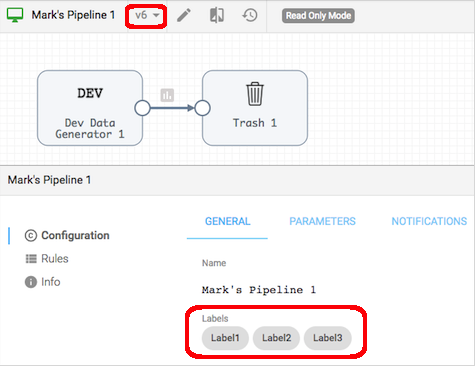 Mark's Pipeline 1 v6 Read Only Mode
DEV
Dev Data
Generator 1
Trash 1
Mark's Pipeline 1
C Configuration
Rules
Info
GENERAL PARAMETERS NOTIFICATIONS
Name
Mark's Pipeline 1
Labels
Label1 Label2 Label3